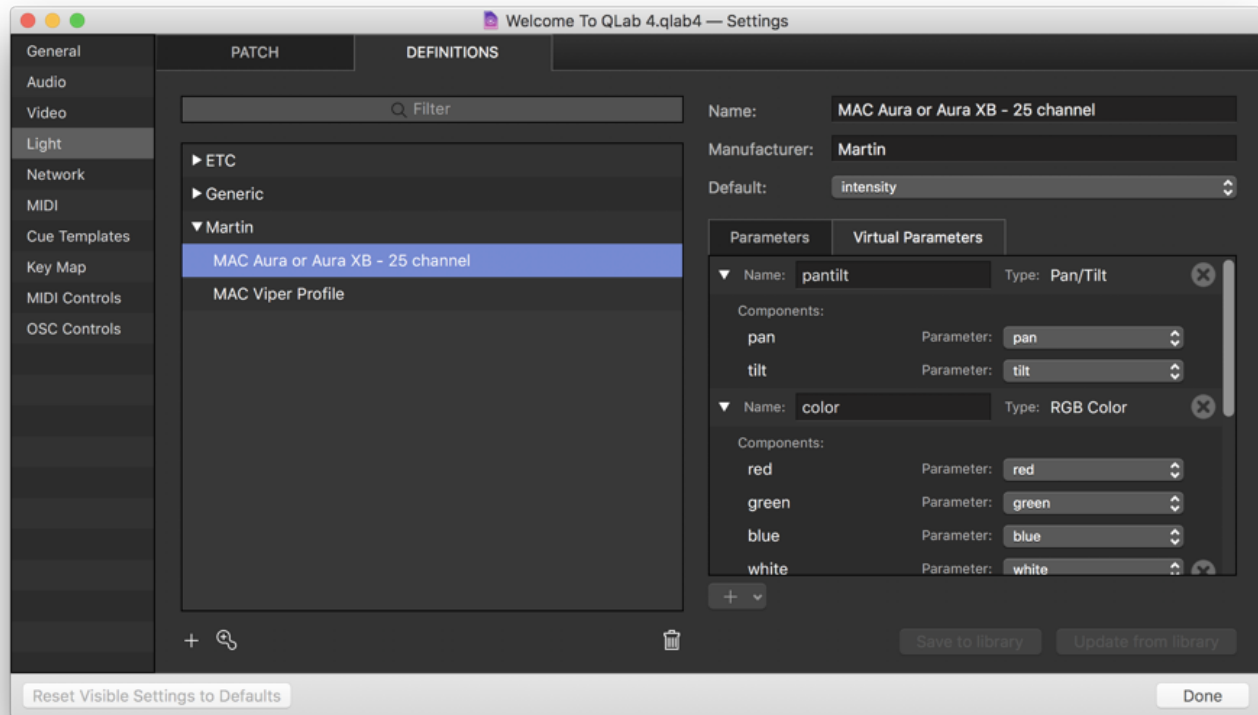 Welcome To QLab 4.qlab4 — Settings
General
Audio
Video
Light
Network
MIDI
Cue Templates
Key Map
MIDI Controls
OSC Controls
PATCH
DEFINITIONS
Filter
ETC
Generic
Martin
MAC Aura or Aura XB - 25 channel
MAC Viper Profile
Name: MAC Aura or Aura XB - 25 channel
Manufacturer: Martin
Default: intensity
Parameters
Virtual Parameters
Name: pantilt Type: Pan/Tilt
Components:
pan Parameter: pan
tilt Parameter: tilt
Name: color Type: RGB Color
Components:
red Parameter: red
green Parameter: green
blue Parameter: blue
white Parameter: white
Save to library
Update from library
Reset Visible Settings to Defaults
Done